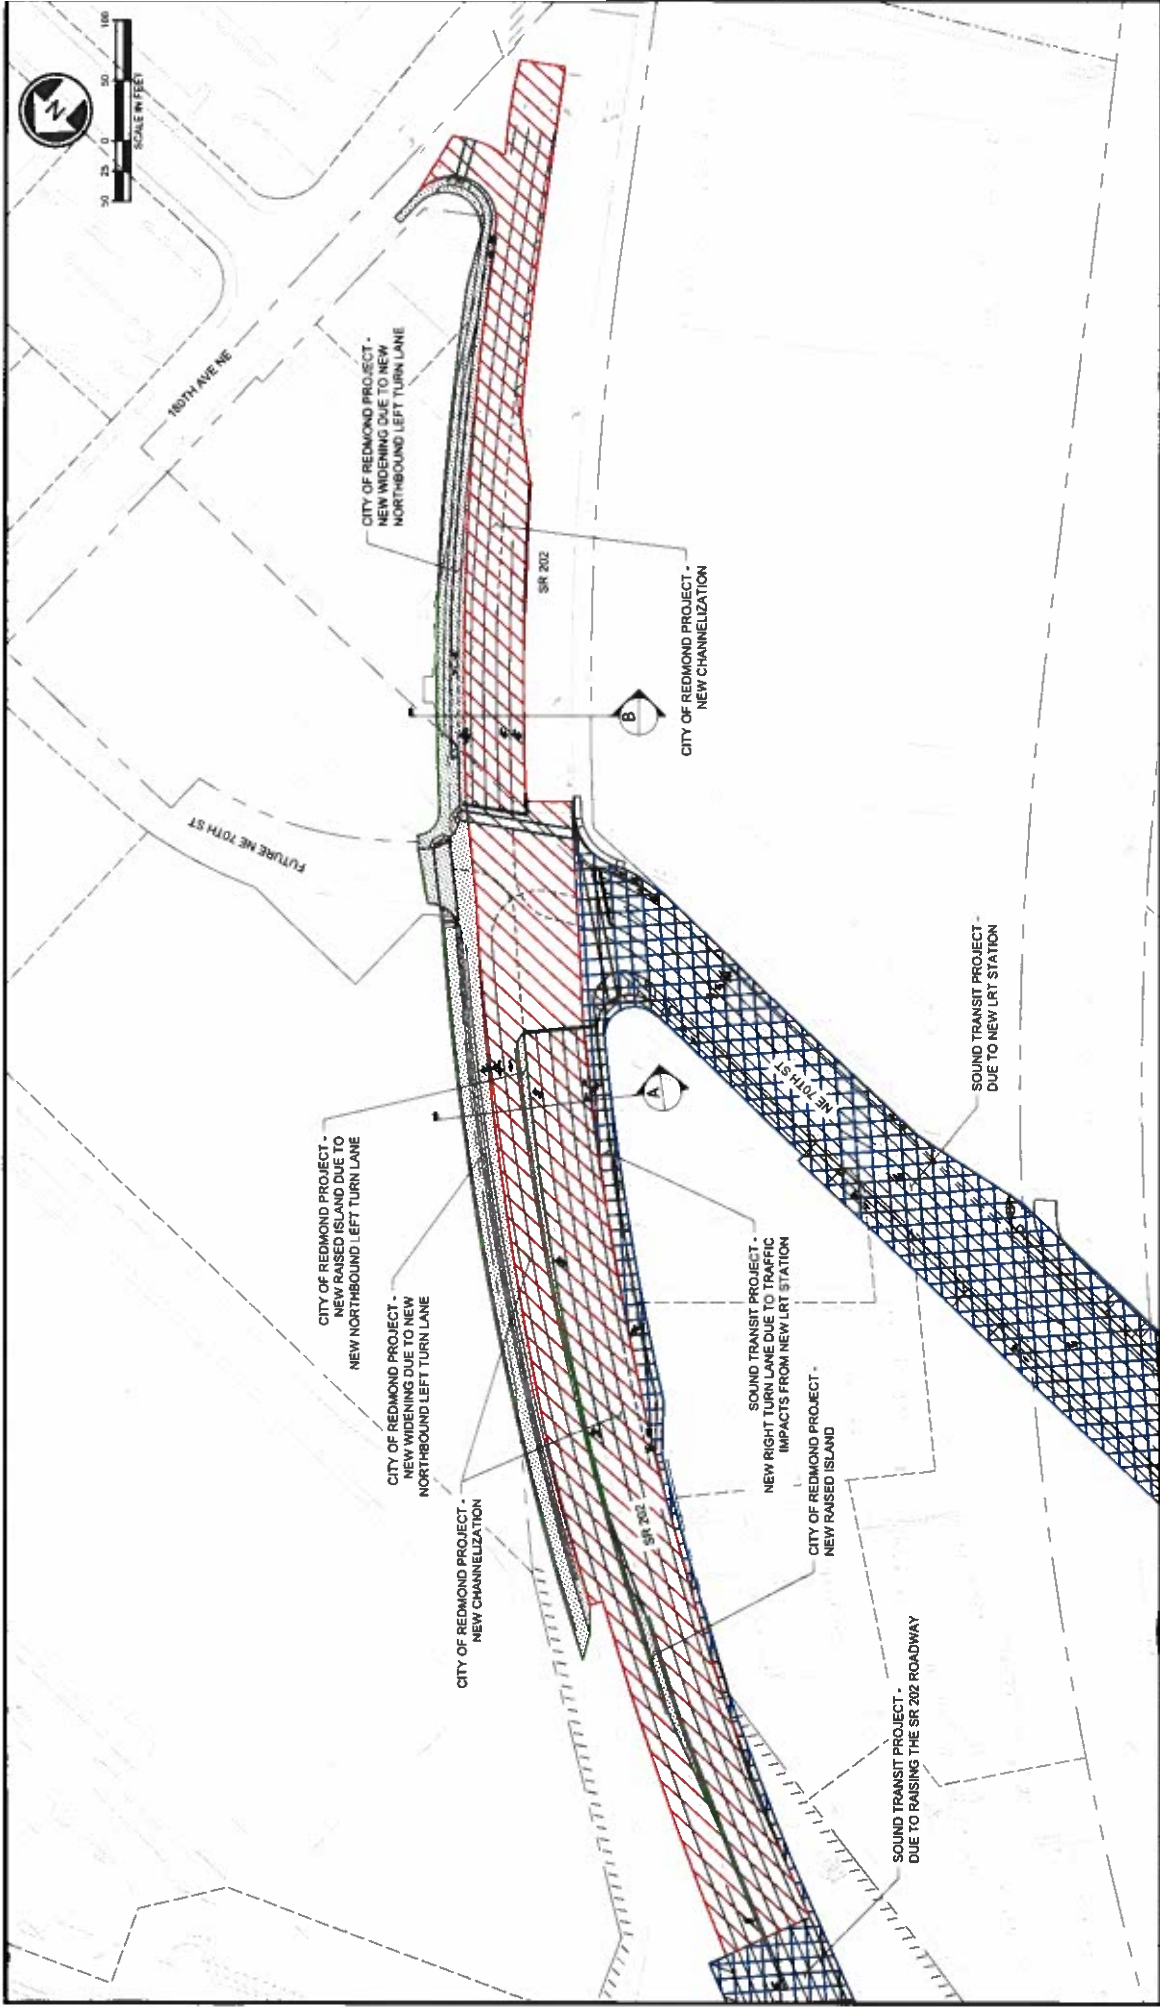 N
50 25 0 50 100
SCALE IN FEET
180TH AVE NE
CITY OF REDMOND PROJECT -
NEW WIDENING DUE TO NEW
NORTHBOUND LEFT TURN LANE
SR 202
CITY OF REDMOND PROJECT -
NEW CHANNELIZATION
B
FUTURE NE 70TH ST
CITY OF REDMOND PROJECT -
NEW RAISED ISLAND DUE TO
NEW NORTHBOUND LEFT TURN LANE
A
NE 70TH ST
SOUND TRANSIT PROJECT -
DUE TO NEW LRT STATION
CITY OF REDMOND PROJECT -
NEW WIDENING DUE TO NEW
NORTHBOUND LEFT TURN LANE
SOUND TRANSIT PROJECT -
NEW RIGHT TURN LANE DUE TO TRAFFIC
IMPACTS FROM NEW LRT STATION
CITY OF REDMOND PROJECT -
NEW CHANNELIZATION
SR 202
CITY OF REDMOND PROJECT -
NEW RAISED ISLAND
SOUND TRANSIT PROJECT -
DUE TO RAISING THE SR 202 ROADWAY